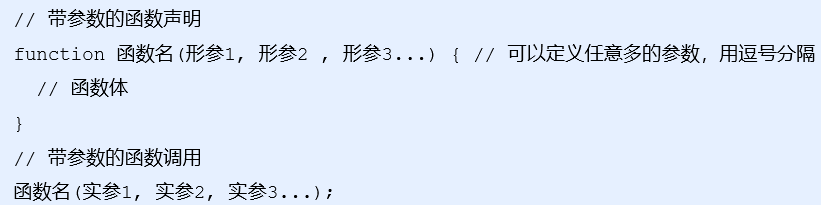 // 带参数的函数声明
function 函数名(形参1, 形参2 , 形参3...) { // 可以定义任意多的参数，用逗号分隔
  // 函数体
}
// 带参数的函数调用
函数名(实参1, 实参2, 实参3...);